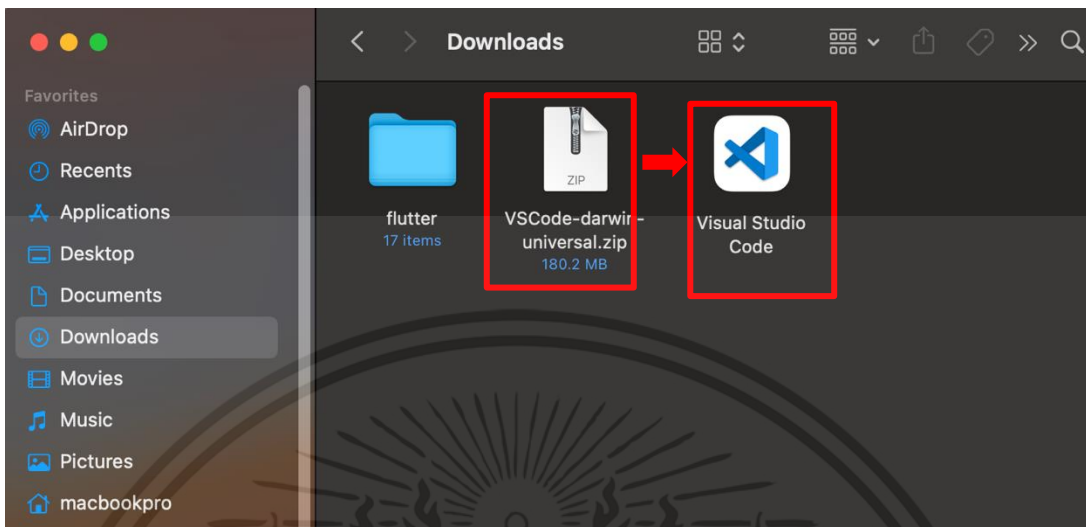 Downloads
Favorites
AirDrop
Recents
Applications
Desktop
Documents
Downloads
Movies
Music
Pictures
macbookpro
flutter
17 items
ZIP
VSCode-darwin-
universal.zip
180.2 MB
Visual Studio
Code